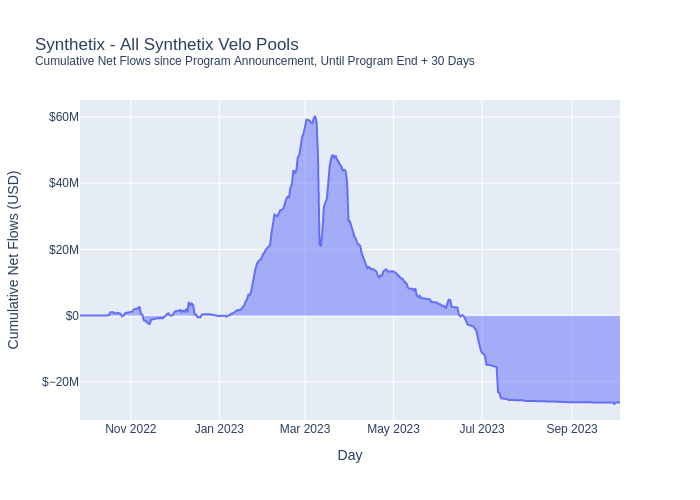 Synthetix - All Synthetix Velo Pools
Cumulative Net Flows since Program Announcement, Until Program End + 30 Days
Cumulative Net Flows (USD)
$60M
$40M
$20M
$0
$−20M
Nov 2022
Jan 2023
Mar 2023
May 2023
Jul 2023
Sep 2023
Day